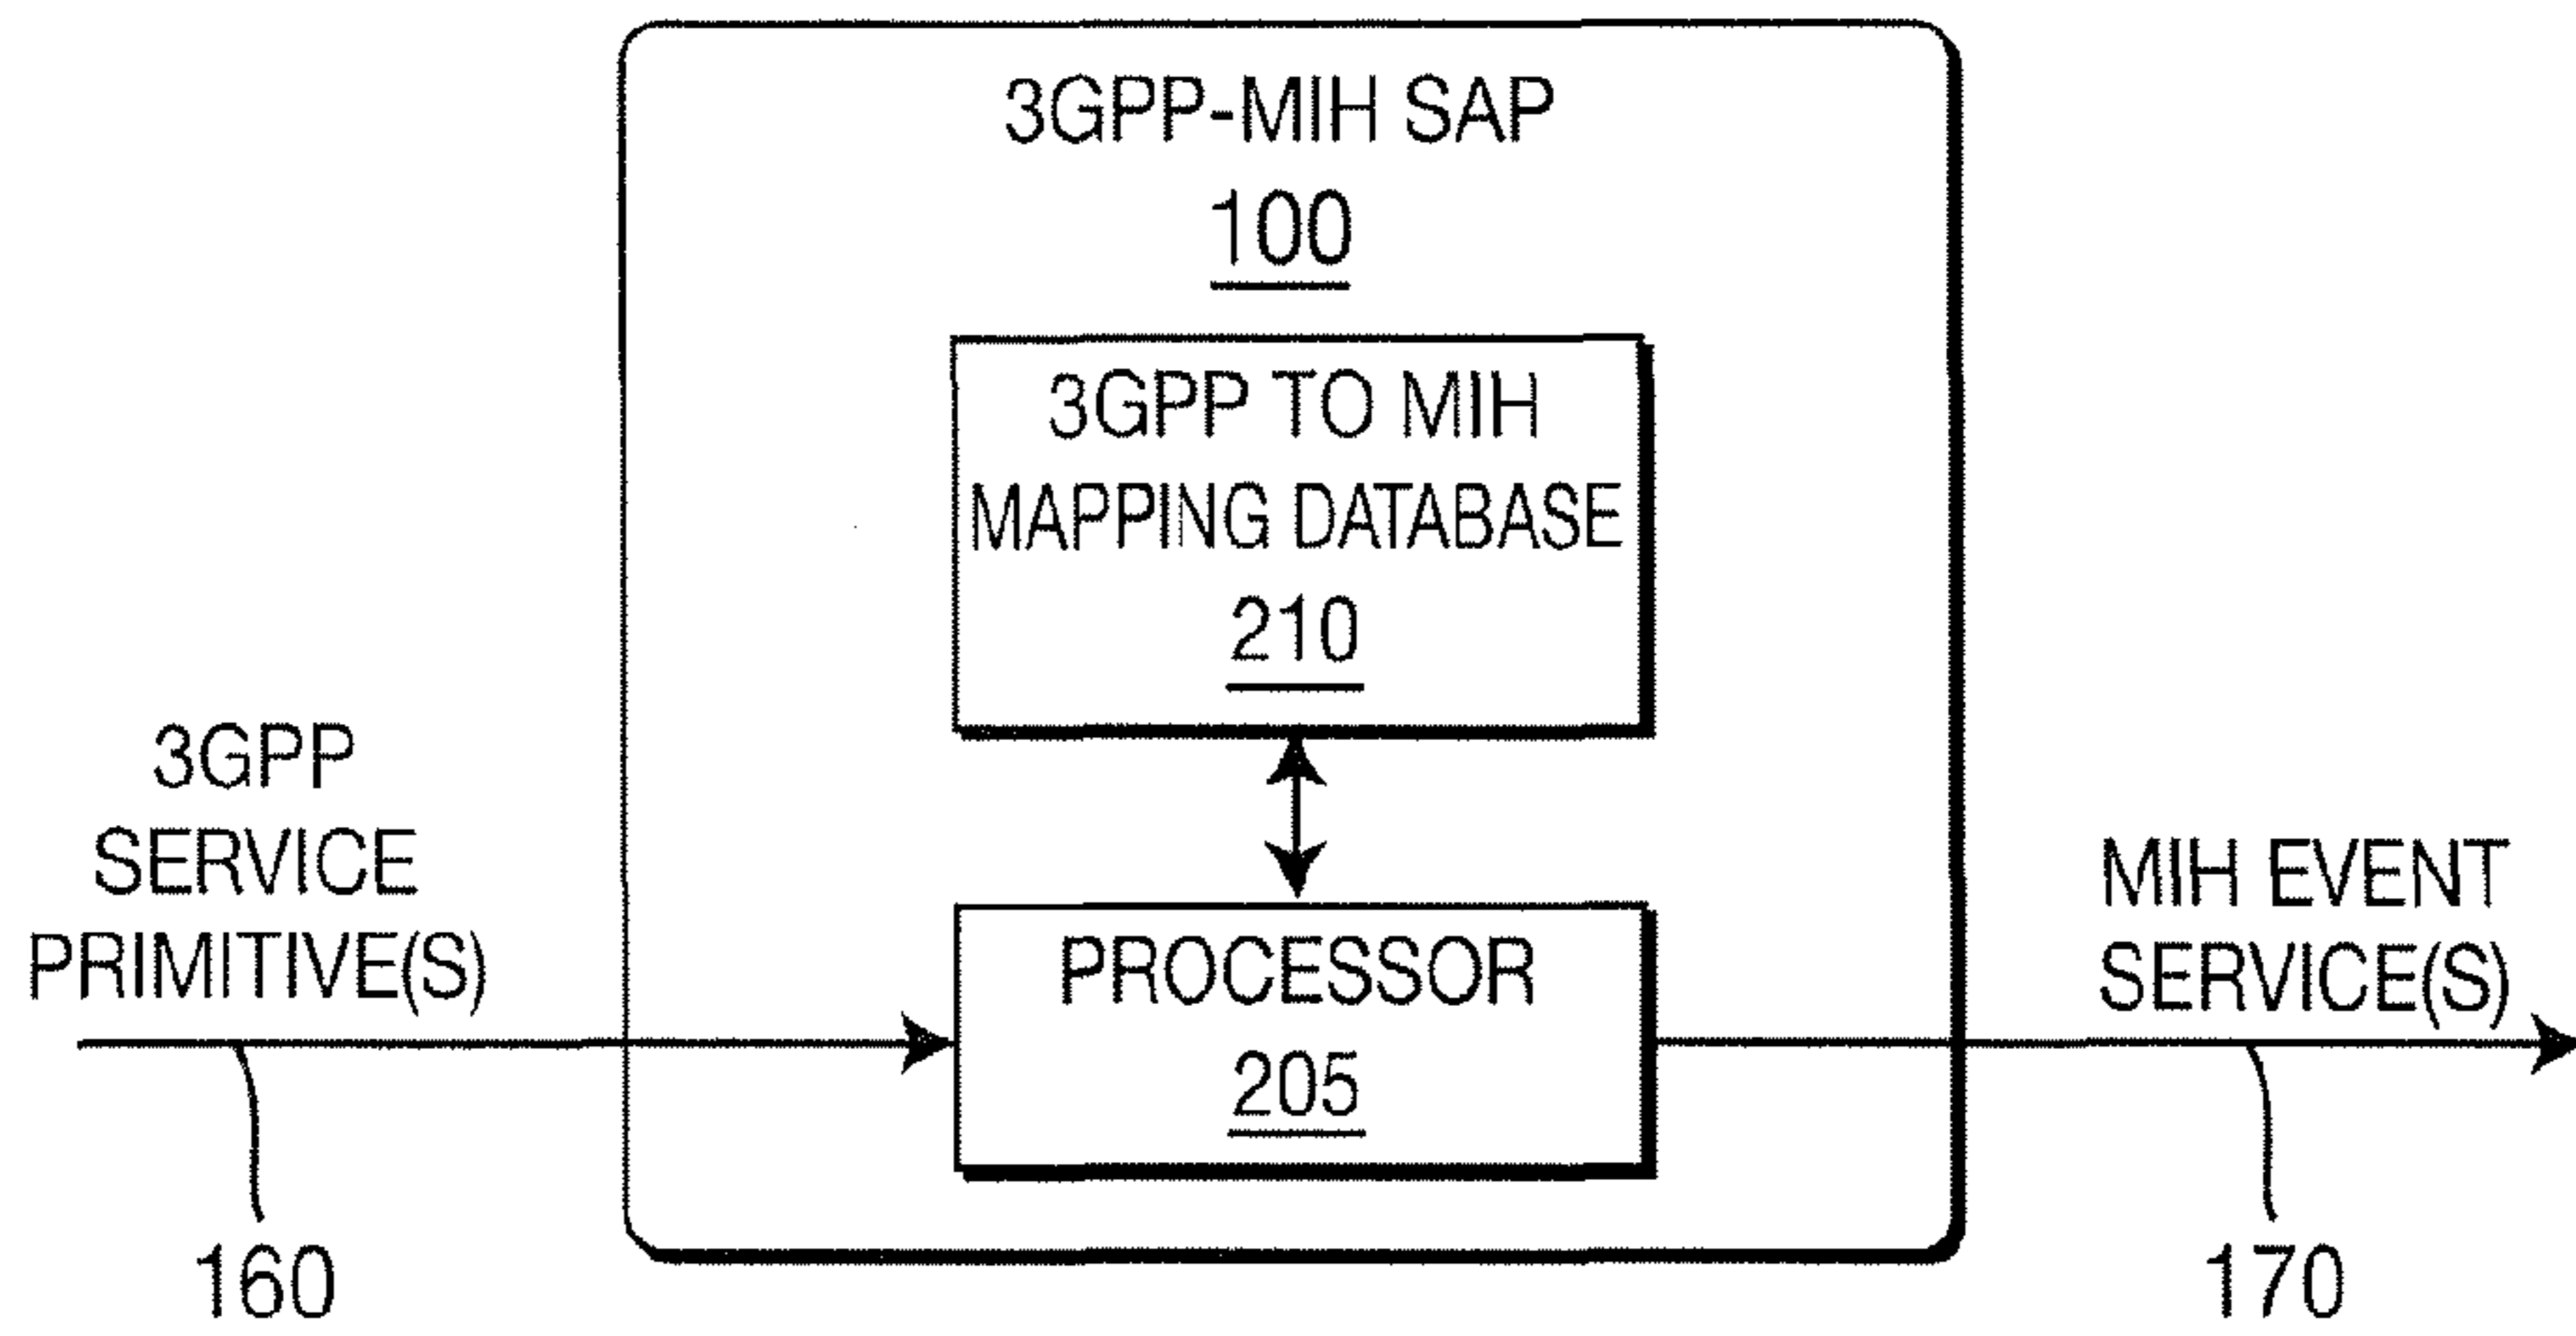 3GPP-MIH SAP
100
3GPP TO MIH
MAPPING DATABASE
210
3GPP
SERVICE
PRIMITIVE(S)
160
PROCESSOR
205
MIH EVENT
SERVICE(S)
170